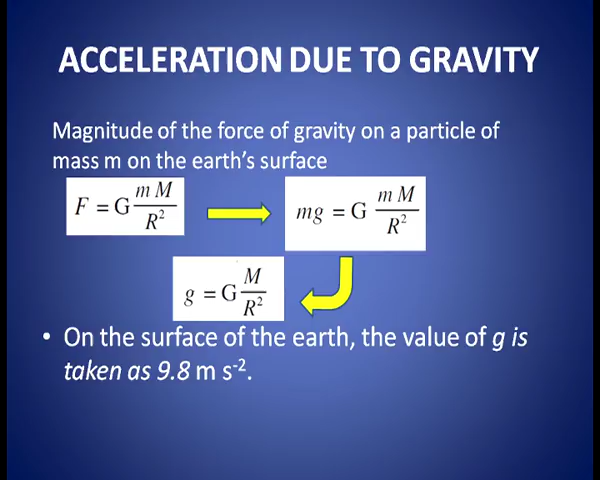 ACCELERATION DUE TO GRAVITY
Magnitude of the force of gravity on a particle of
mass m on the earth's surface
F = G mM/R²
mg = G mM/R²
g = G M/R²
• On the surface of the earth, the value of g is
taken as 9.8 m s⁻².